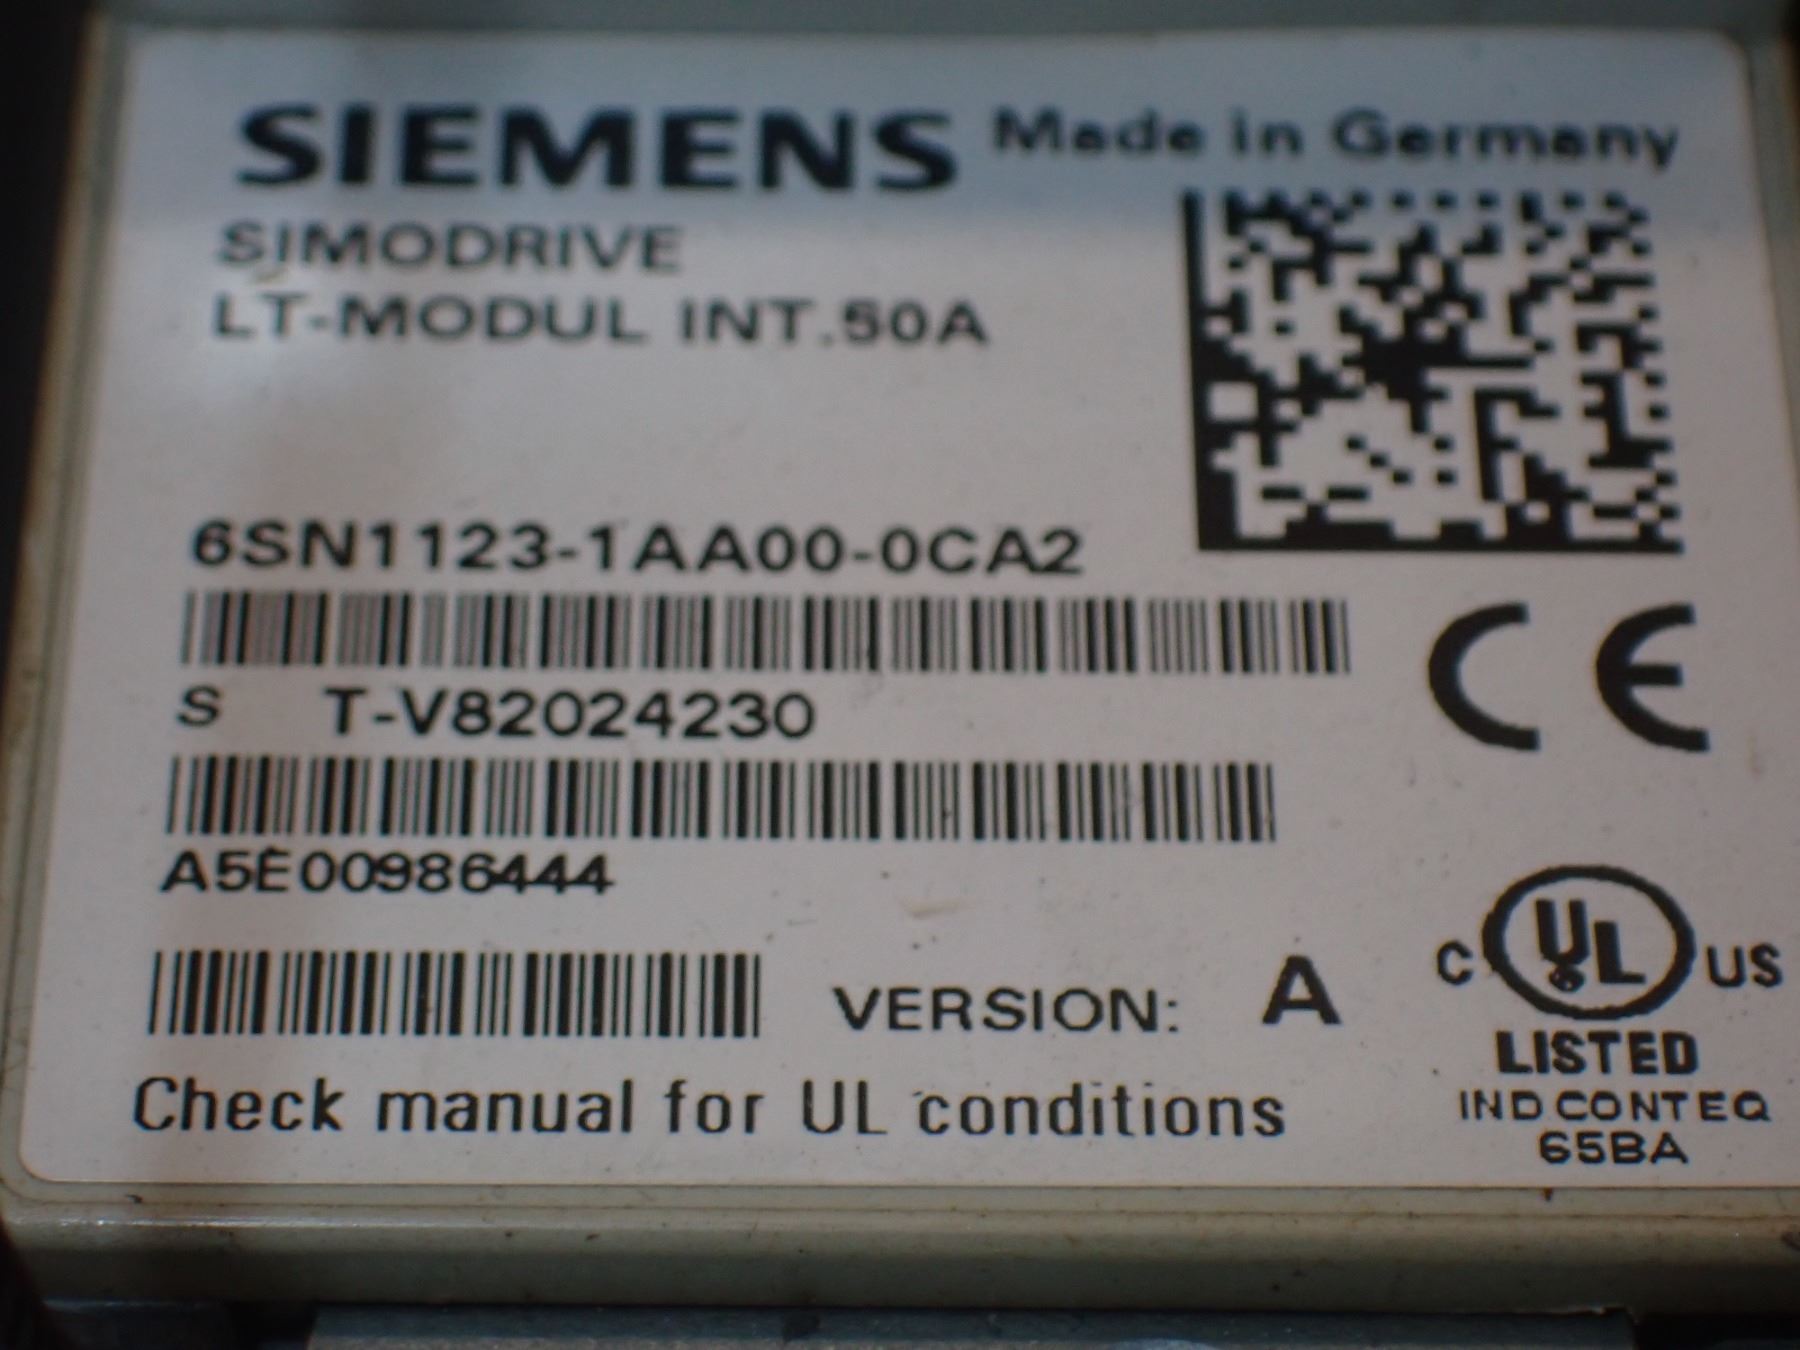 SIEMENS Made in Germany
SIMODRIVE
LT-MODUL INT.50A
6SN1123-1AA00-0CA2
S T-V82024230
A5E00986444
VERSION: A
Check manual for UL conditions
CE
C UL US
LISTED
IND CONT EQ
65BA